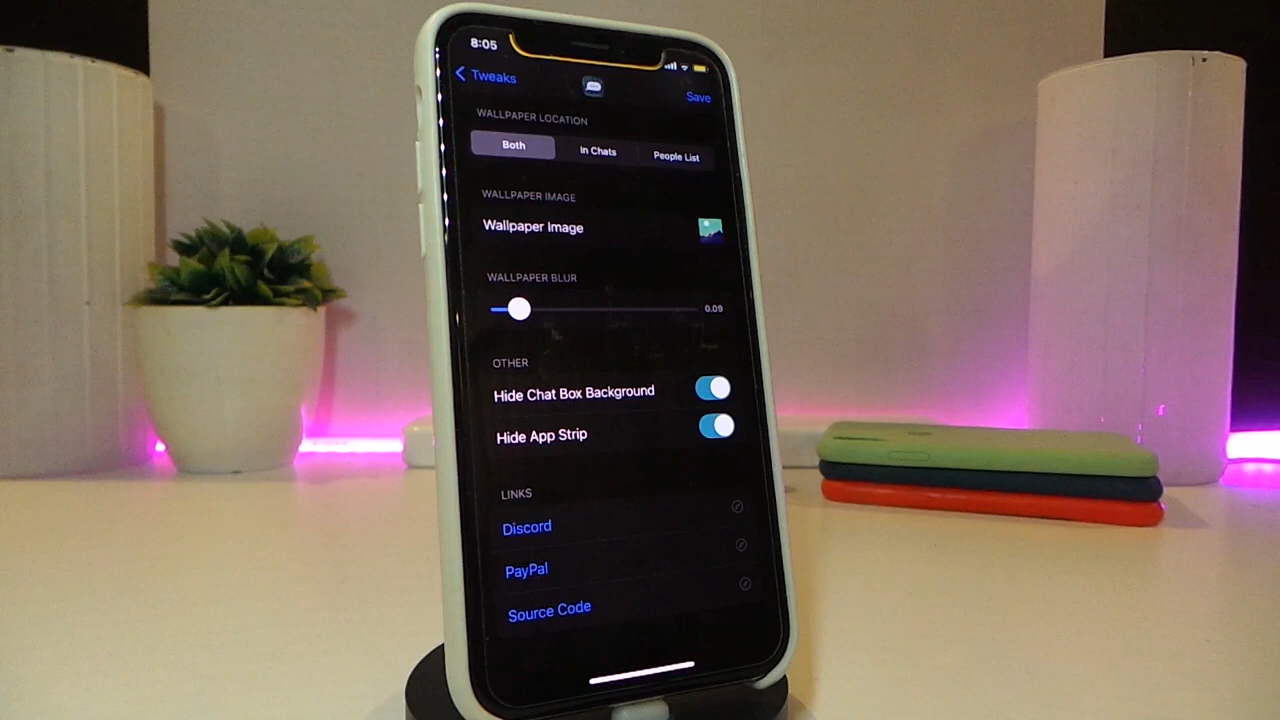 8:05
Tweaks
Save
WALLPAPER LOCATION
Both
In Chats
People List
WALLPAPER IMAGE
Wallpaper Image
WALLPAPER BLUR
0.09
OTHER
Hide Chat Box Background
Hide App Strip
LINKS
Discord
PayPal
Source Code